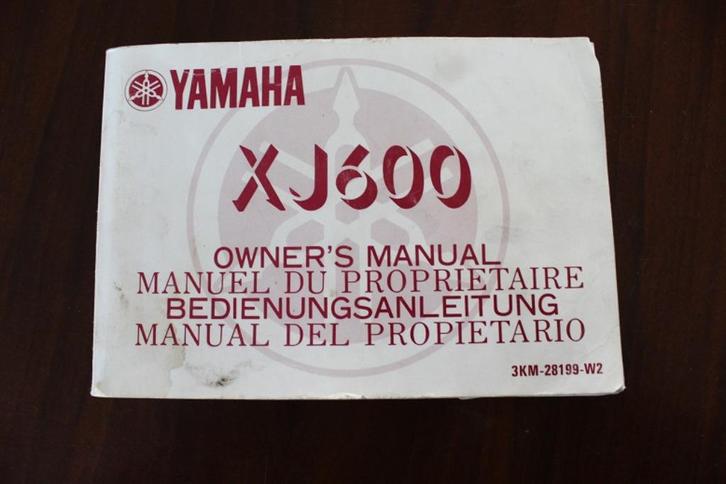 YAMAHA
XJ600
OWNER'S MANUAL
MANUEL DU PROPRIETAIRE
BEDIENUNGSANLEITUNG
MANUAL DEL PROPIETARIO
3KM-28199-W2